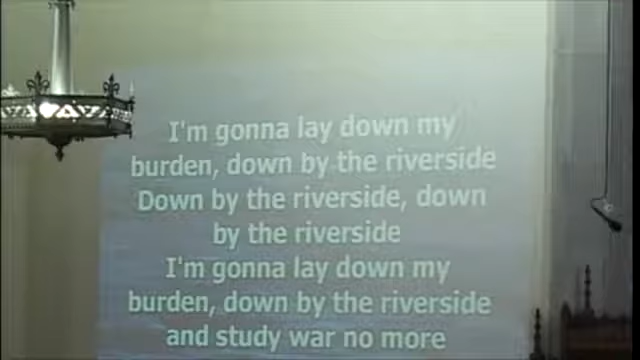 I'm gonna lay down my
burden, down by the riverside
Down by the riverside, down
by the riverside
I'm gonna lay down my
burden, down by the riverside
and study war no more